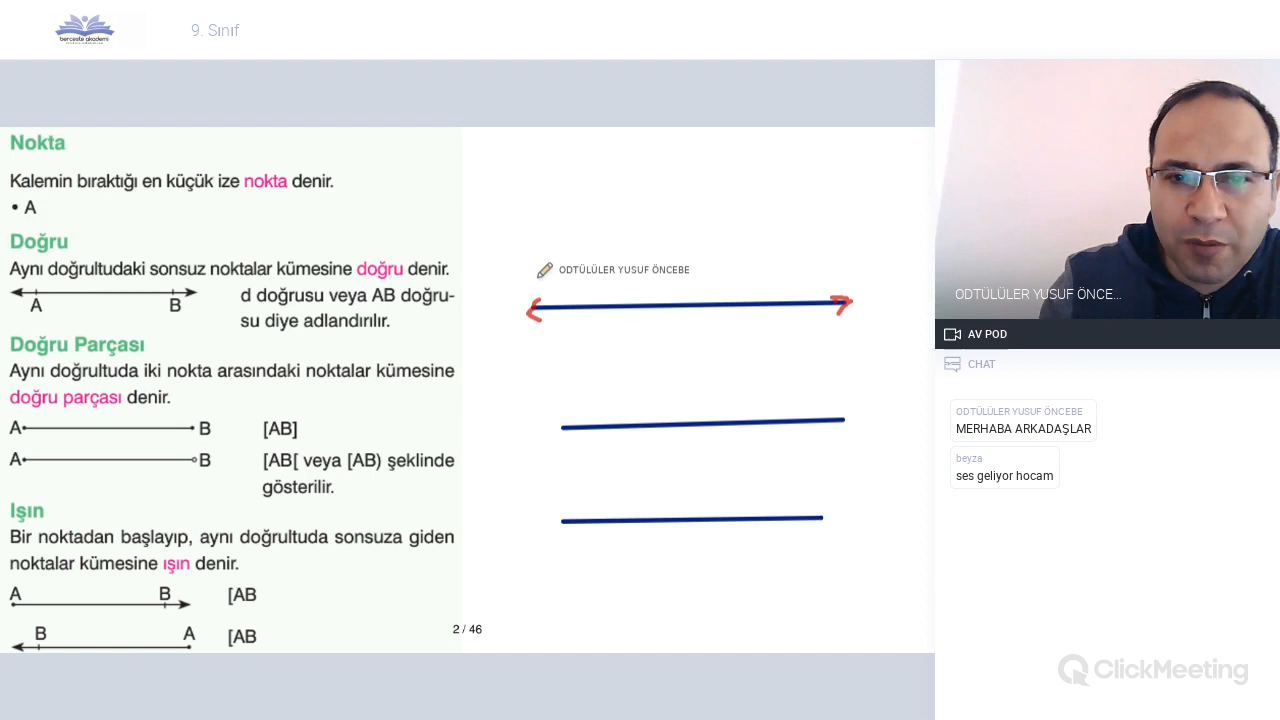 berceste akademi
9. Sınıf
Nokta
Kalemin bıraktığı en küçük ize nokta denir.
• A
Doğru
Aynı doğrultudaki sonsuz noktalar kümesine doğru denir.
A B
d doğrusu veya AB doğru-
su diye adlandırılır.
Doğru Parçası
Aynı doğrultuda iki nokta arasındaki noktalar kümesine
doğru parçası denir.
A B [AB]
A B [AB[ veya [AB) şeklinde
gösterilir.
Işın
Bir noktadan başlayıp, aynı doğrultuda sonsuza giden
noktalar kümesine ışın denir.
A B [AB
B A [AB
2 / 46
ODTÜLÜLER YUSUF ÖNCEBE
ODTÜLÜLER YUSUF ÖNCE...
AV POD
CHAT
ODTÜLÜLER YUSUF ÖNCEBE
MERHABA ARKADAŞLAR
beyza
ses geliyor hocam
ClickMeeting